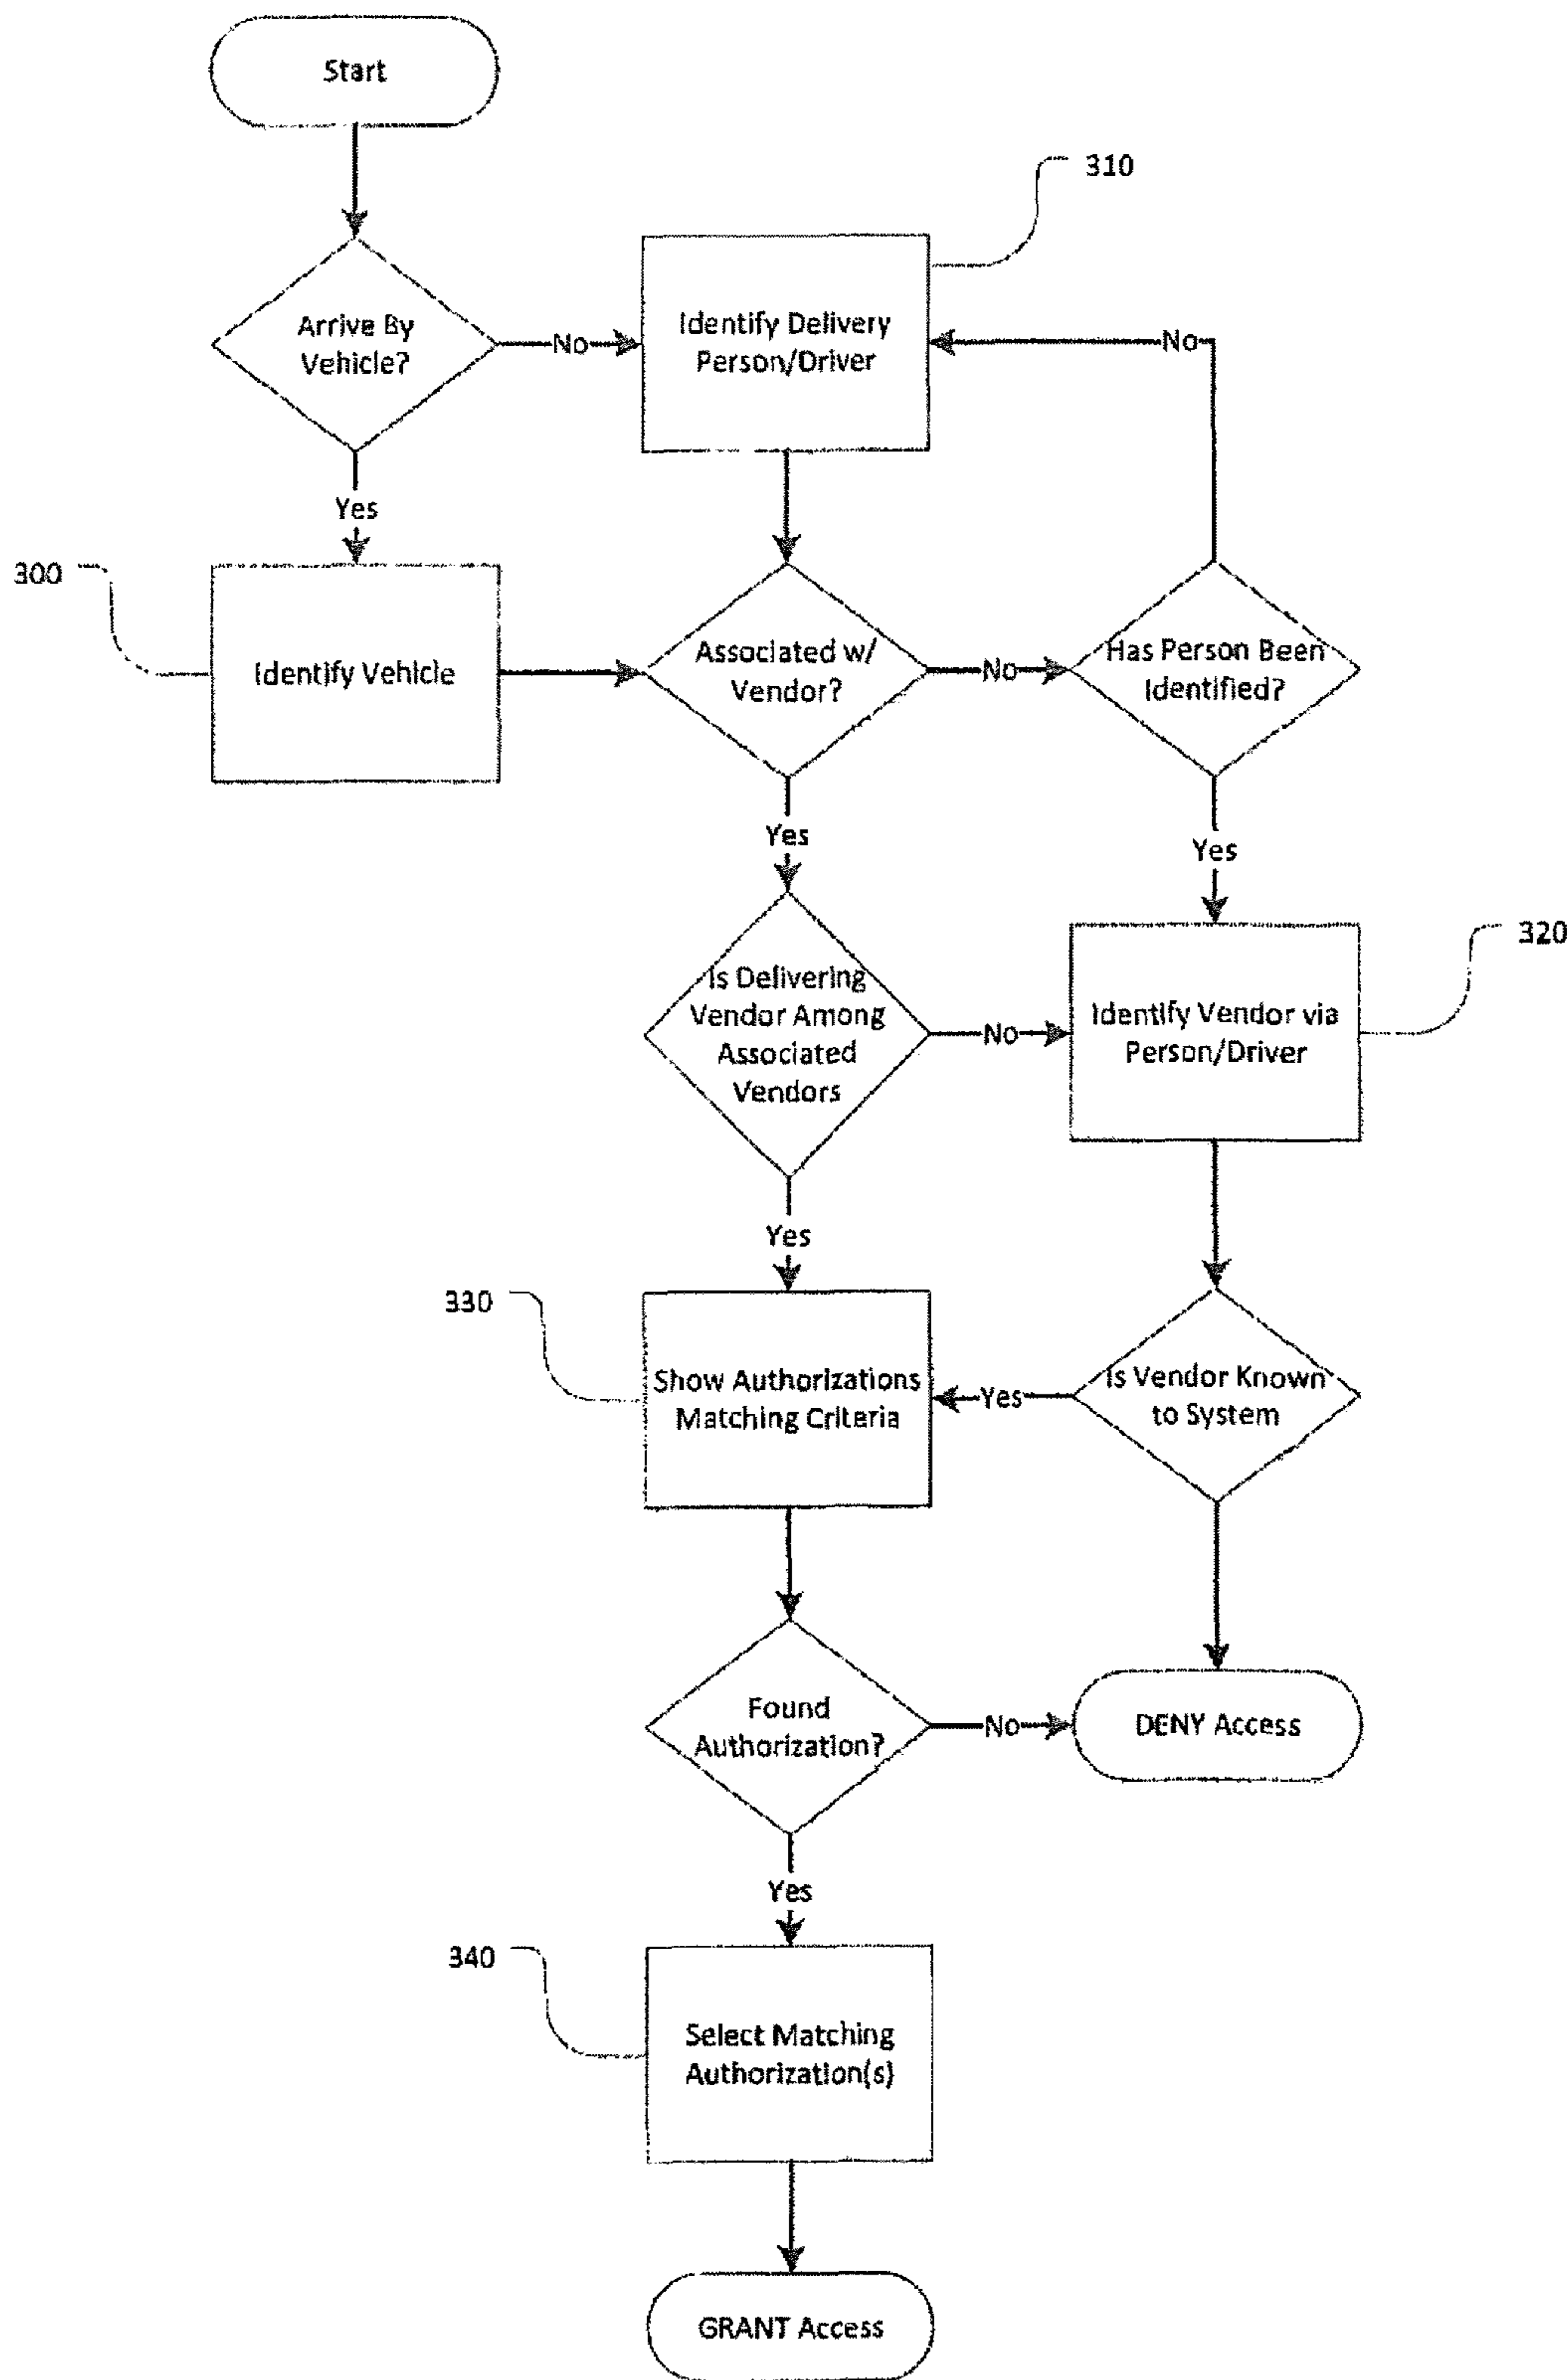 Start
310
Arrive By
Vehicle?
No
Identify Delivery
Person/Driver
No
Yes
300
Identify Vehicle
Associated w/
Vendor?
No
Has Person Been
Identified?
Yes
Yes
320
Is Delivering
Vendor Among
Associated
Vendors
No
Identify Vendor via
Person/Driver
Yes
330
Show Authorizations
Matching Criteria
Yes
Is Vendor Known
to System
Found
Authorization?
No
DENY Access
Yes
340
Select Matching
Authorization(s)
GRANT Access